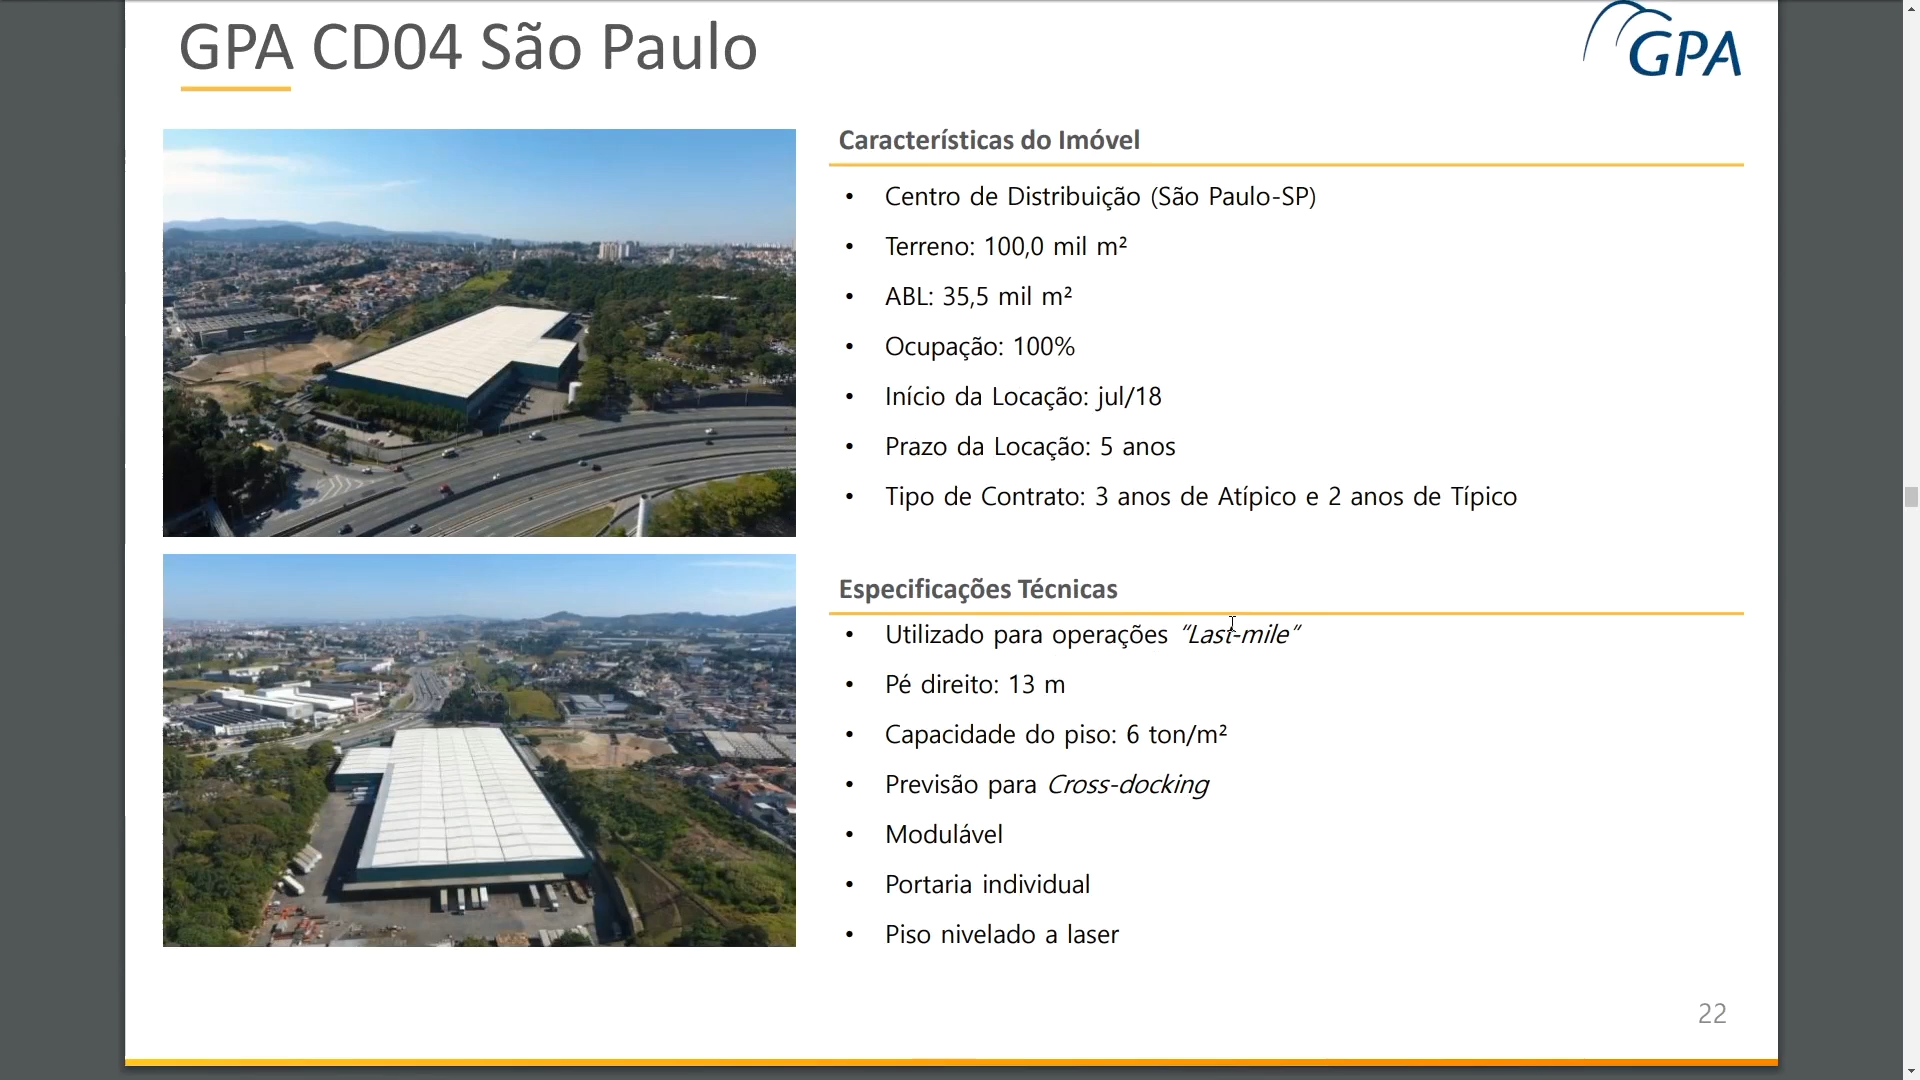 GPA CD04 São Paulo
GPA
Características do Imóvel
• Centro de Distribuição (São Paulo-SP)
• Terreno: 100,0 mil m²
• ABL: 35,5 mil m²
• Ocupação: 100%
• Início da Locação: jul/18
• Prazo da Locação: 5 anos
• Tipo de Contrato: 3 anos de Atípico e 2 anos de Típico
Especificações Técnicas
• Utilizado para operações “Last-mile”
• Pé direito: 13 m
• Capacidade do piso: 6 ton/m²
• Previsão para Cross-docking
• Modulável
• Portaria individual
• Piso nivelado a laser
22